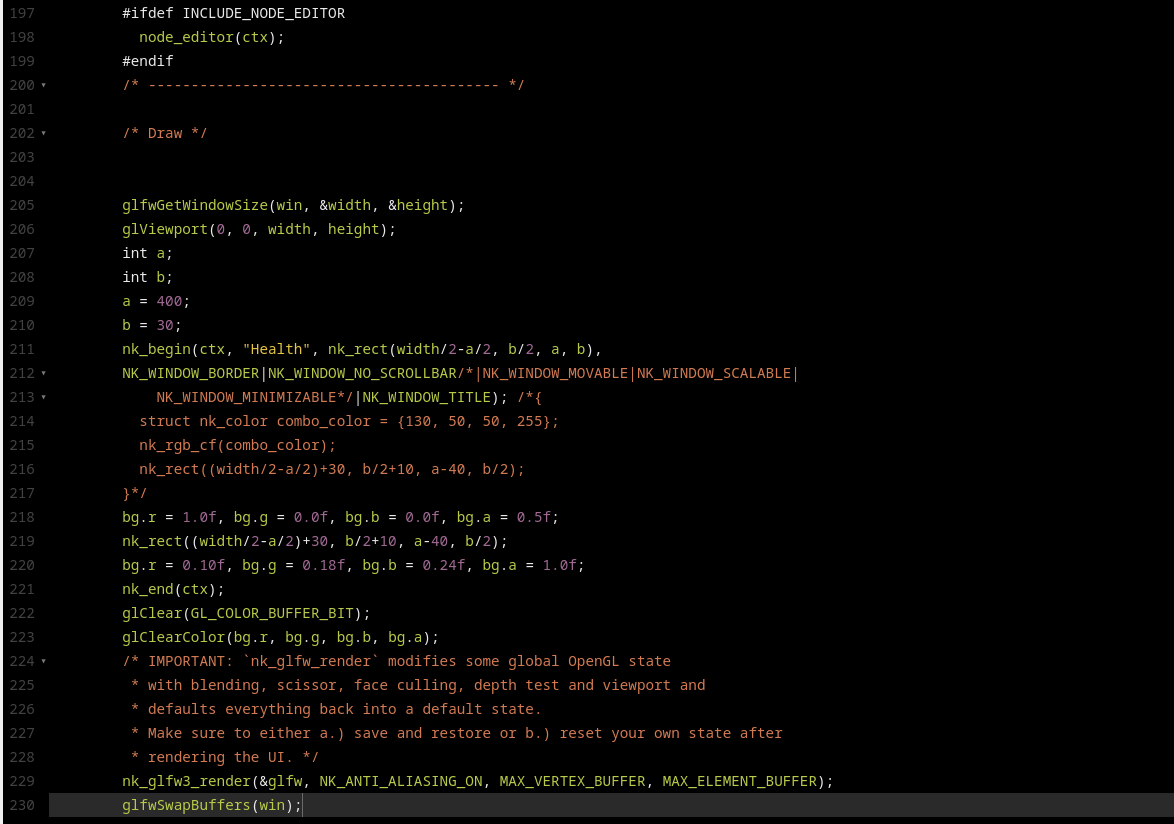 197 #ifdef INCLUDE_NODE_EDITOR
198 node_editor(ctx);
199 #endif
200 /* ----------------------------------------- */
201
202 /* Draw */
203
204
205 glfwGetWindowSize(win, &width, &height);
206 glViewport(0, 0, width, height);
207 int a;
208 int b;
209 a = 400;
210 b = 30;
211 nk_begin(ctx, "Health", nk_rect(width/2-a/2, b/2, a, b),
212 NK_WINDOW_BORDER|NK_WINDOW_NO_SCROLLBAR/*|NK_WINDOW_MOVABLE|NK_WINDOW_SCALABLE|
213 NK_WINDOW_MINIMIZABLE*/|NK_WINDOW_TITLE); /*{
214 struct nk_color combo_color = {130, 50, 50, 255};
215 nk_rgb_cf(combo_color);
216 nk_rect((width/2-a/2)+30, b/2+10, a-40, b/2);
217 }*/
218 bg.r = 1.0f, bg.g = 0.0f, bg.b = 0.0f, bg.a = 0.5f;
219 nk_rect((width/2-a/2)+30, b/2+10, a-40, b/2);
220 bg.r = 0.10f, bg.g = 0.18f, bg.b = 0.24f, bg.a = 1.0f;
221 nk_end(ctx);
222 glClear(GL_COLOR_BUFFER_BIT);
223 glClearColor(bg.r, bg.g, bg.b, bg.a);
224 /* IMPORTANT: `nk_glfw_render` modifies some global OpenGL state
225 * with blending, scissor, face culling, depth test and viewport and
226 * defaults everything back into a default state.
227 * Make sure to either a.) save and restore or b.) reset your own state after
228 * rendering the UI. */
229 nk_glfw3_render(&glfw, NK_ANTI_ALIASING_ON, MAX_VERTEX_BUFFER, MAX_ELEMENT_BUFFER);
230 glfwSwapBuffers(win);